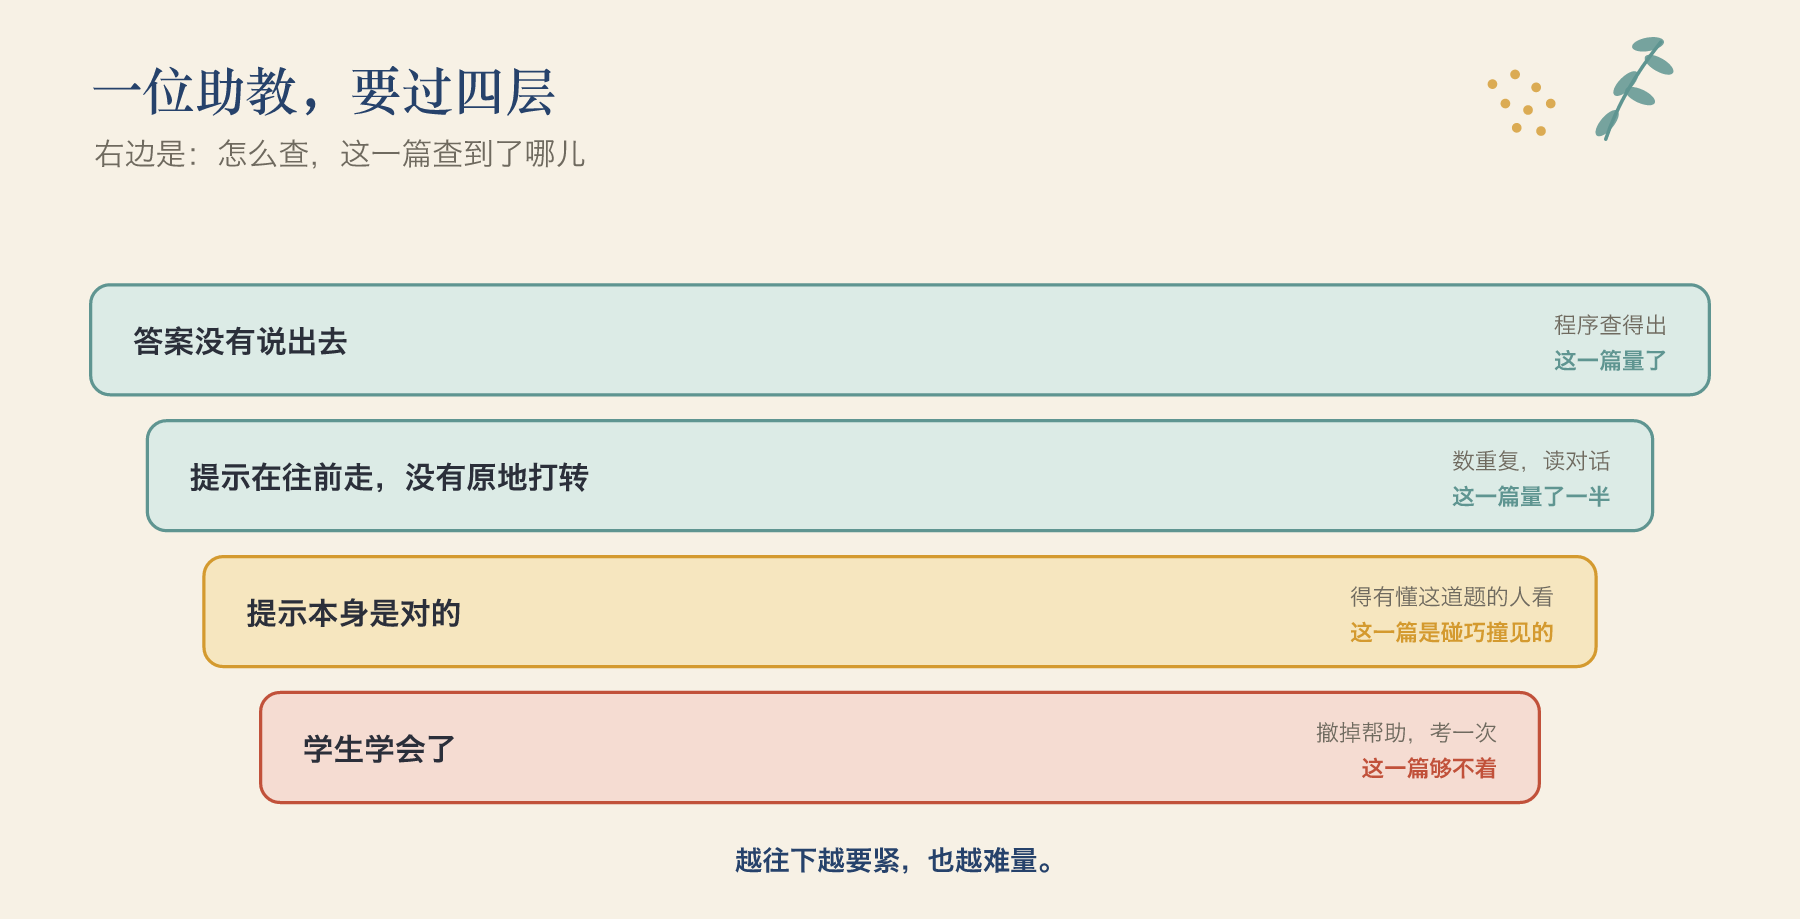 一位助教，要过四层
右边是：怎么查，这一篇查到了哪儿
答案没有说出去
程序查得出
这一篇量了
提示在往前走，没有原地打转
数重复，读对话
这一篇量了一半
提示本身是对的
得有懂这道题的人看
这一篇是碰巧撞见的
学生学会了
撤掉帮助，考一次
这一篇够不着
越往下越要紧，也越难量。